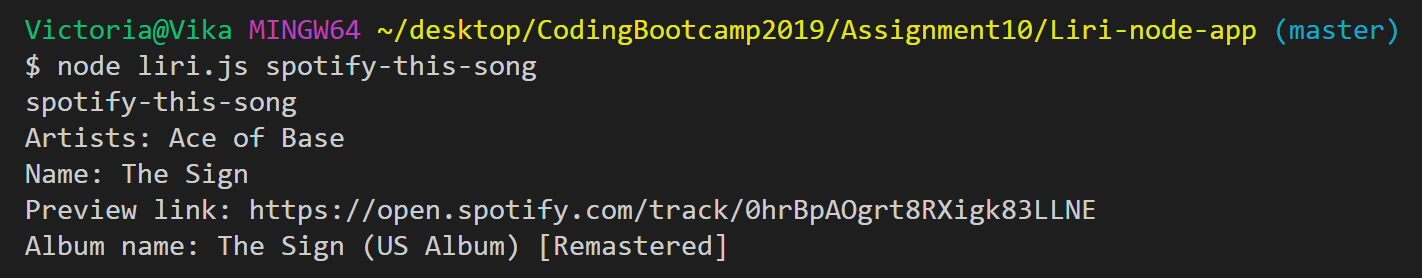 Victoria@Vika MINGW64 ~/desktop/CodingBootcamp2019/Assignment10/Liri-node-app (master)
$ node liri.js spotify-this-song
spotify-this-song
Artists: Ace of Base
Name: The Sign
Preview link: https://open.spotify.com/track/0hrBpAOgrt8RXigk83LLNE
Album name: The Sign (US Album) [Remastered]